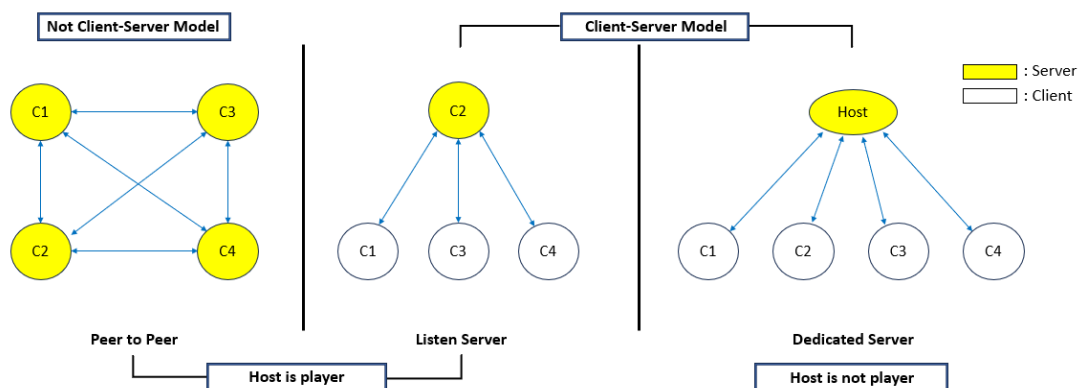 Not Client-Server Model
Client-Server Model
: Server
: Client
C1
C3
C2
C4
C2
C1
C3
C4
Host
C1
C2
C3
C4
Peer to Peer
Listen Server
Dedicated Server
Host is player
Host is not player